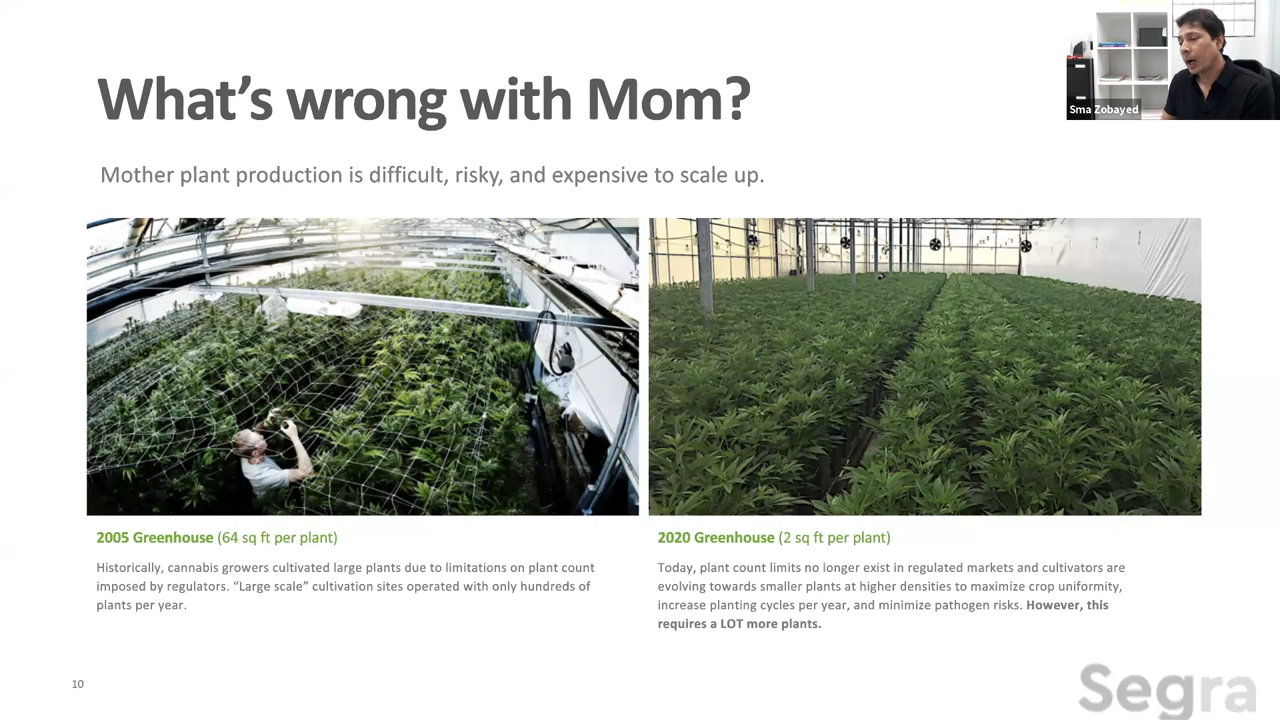 What's wrong with Mom?
Sma Zobayed
Mother plant production is difficult, risky, and expensive to scale up.
2005 Greenhouse (64 sq ft per plant)
Historically, cannabis growers cultivated large plants due to limitations on plant count
imposed by regulators. “Large scale” cultivation sites operated with only hundreds of
plants per year.
2020 Greenhouse (2 sq ft per plant)
Today, plant count limits no longer exist in regulated markets and cultivators are
evolving towards smaller plants at higher densities to maximize crop uniformity,
increase planting cycles per year, and minimize pathogen risks. However, this
requires a LOT more plants.
10
Segra